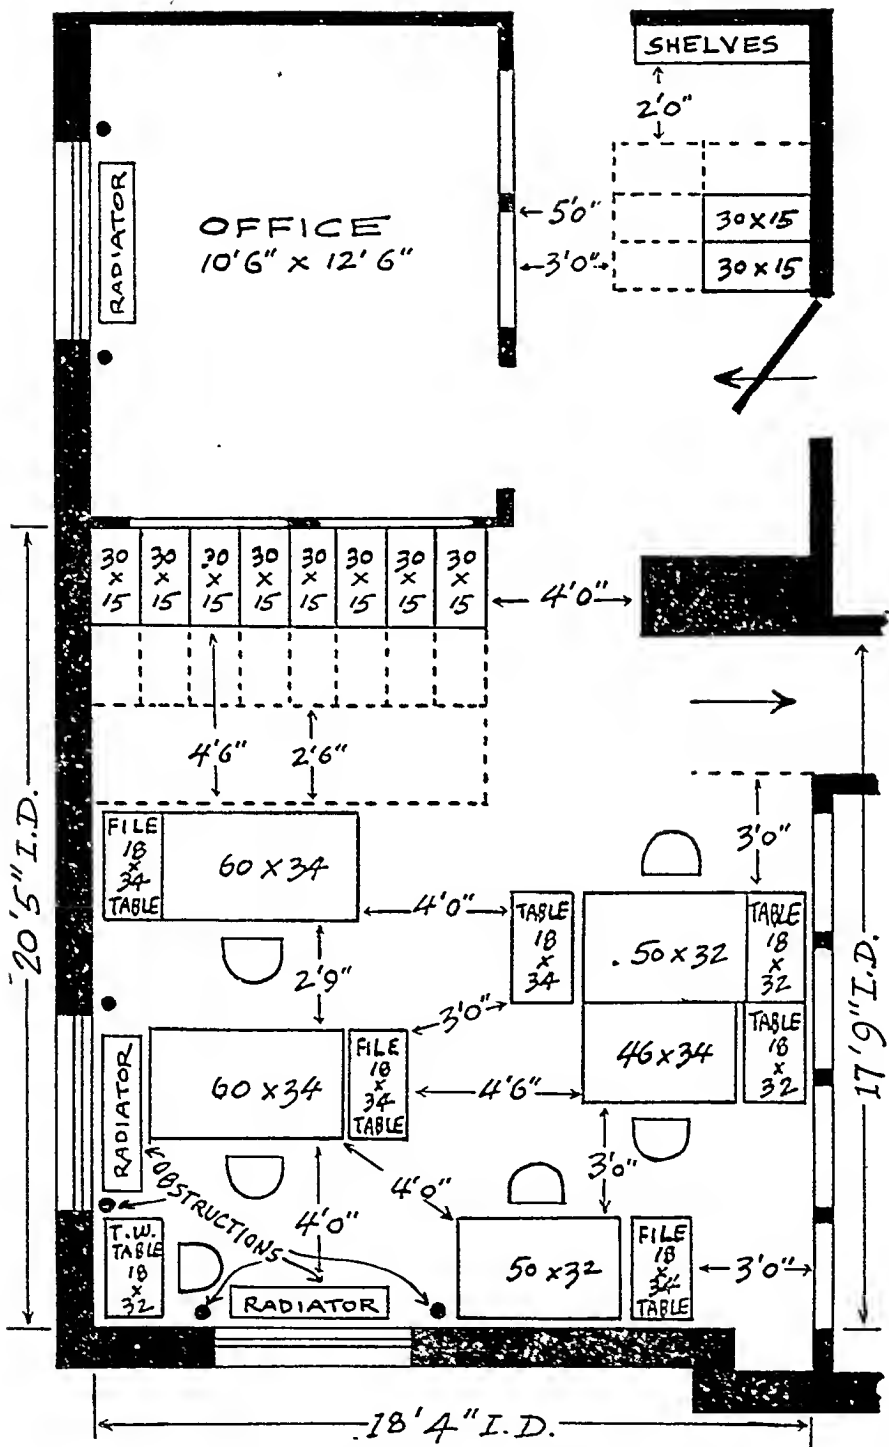 SHELVES
2'0"
RADIATOR
OFFICE
10'6" x 12'6"
5'0"
3'0"
30 x 15
30 x 15
30 x 15
30 x 15
30 x 15
30 x 15
30 x 15
30 x 15
30 x 15
30 x 15
4'0"
4'6"
2'6"
20'5" I.D.
FILE
18
x
34
TABLE
60 x 34
3'0"
4'0"
TABLE
18
x
34
. 50 x 32
TABLE
18
x
32
2'9"
3'0"
17'9" I.D.
RADIATOR
60 x 34
FILE
18
x
34
TABLE
4'6"
46 x 34
TABLE
18
x
32
OBSTRUCTIONS
4'0"
4'0"
3'0"
T.W.
TABLE
18
x
32
RADIATOR
50 x 32
FILE
18
x
34
TABLE
3'0"
18'4" I.D.